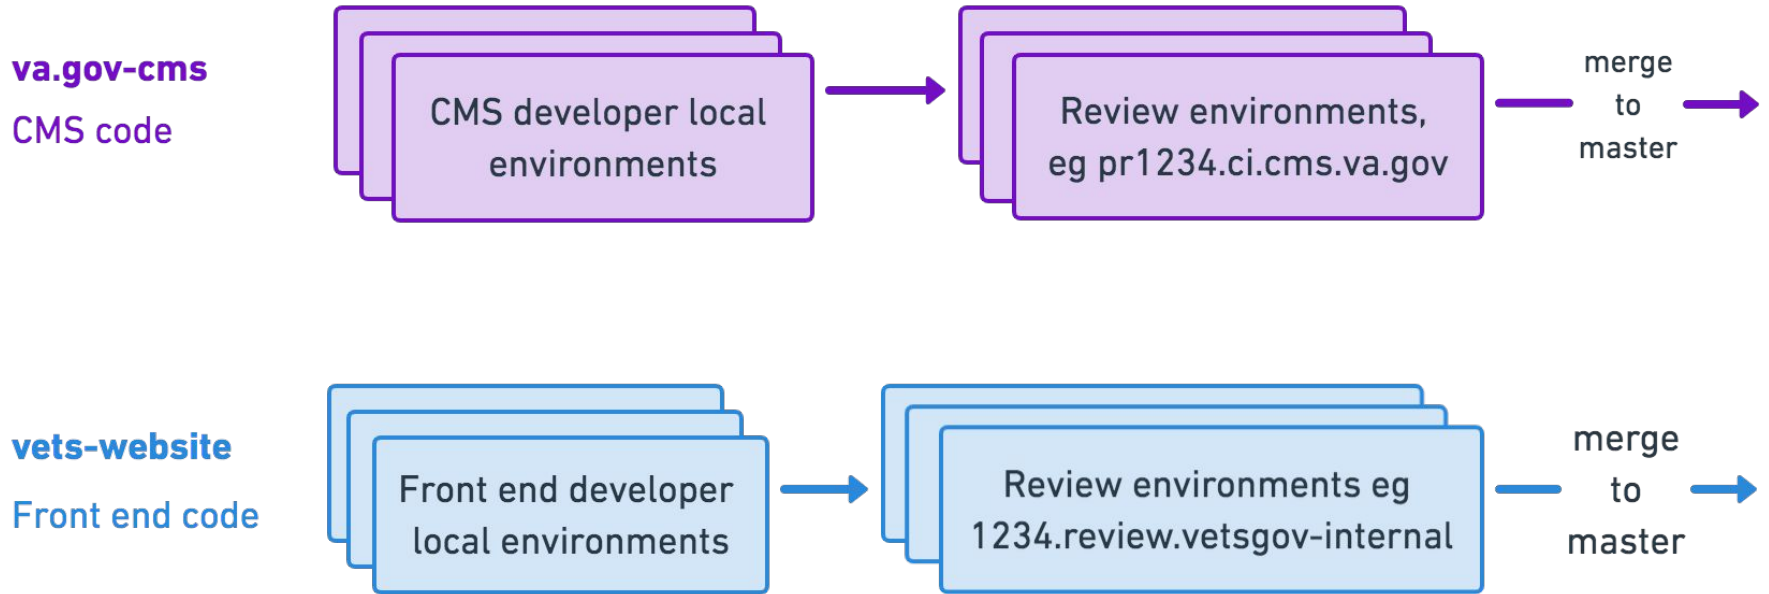 va.gov-cms
CMS code
CMS developer local
environments
Review environments,
eg pr1234.ci.cms.va.gov
merge
to
master
vets-website
Front end code
Front end developer
local environments
Review environments eg
1234.review.vetsgov-internal
merge
to
master